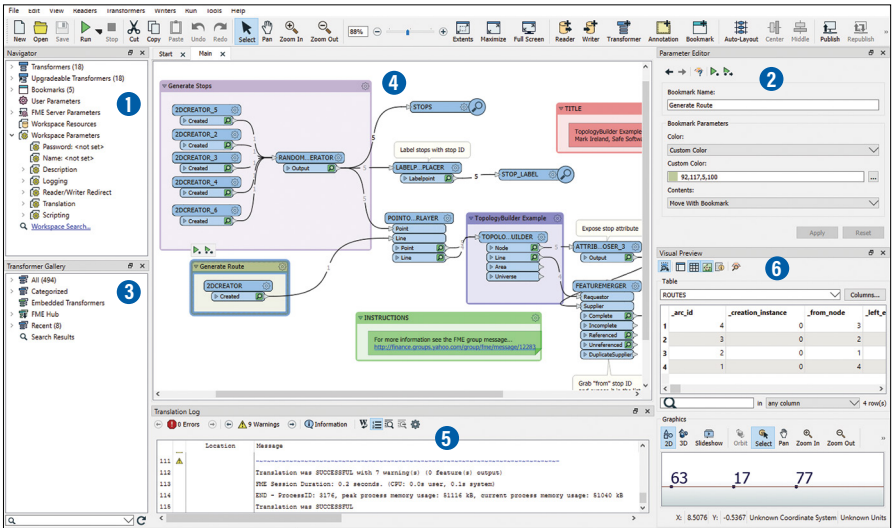 File Edit View Readers Transformers Writers Run Tools Help
New Open Save Run Stop Cut Copy Paste Undo Redo Select Pan Zoom In Zoom Out 88% Extents Maximize Full Screen Reader Writer Transformer Annotation Bookmark Auto-Layout Center Middle Publish Republish
Navigator
Transformers (18)
Upgradeable Transformers (18)
Bookmarks (5)
User Parameters
FME Server Parameters
Workspace Resources
Workspace Parameters
Password: <not set>
Name: <not set>
Description
Logging
Reader/Writer Redirect
Translation
Scripting
Workspace Search...
1
Transformer Gallery
All (494)
Categorized
Embedded Transformers
FME Hub
Recent (8)
Search Results
3
Start Main
4
Generate Stops
2DCREATOR_5
Created
2DCREATOR_2
Created
2DCREATOR_3
Created
2DCREATOR_4
Created
2DCREATOR_6
Created
RANDOM...ERATOR
Output
STOPS
Label stops with stop ID
LABELP...PLACER
Labelpoint
STOP_LABEL
TITLE
TopologyBuilder Example
Mark Ireland, Safe Softwa
POINTO...RLAYER
Point
Line
Point
Line
TopologyBuilder Example
TOPOLO...UILDER
Node
Line
Area
Universe
Expose stop attribute
ATTRIB...OSER_3
Output
Generate Route
2DCREATOR
Created
FEATUREMERGER
Requestor
Supplier
Complete
Incomplete
Referenced
Unreferenced
DuplicateSupplier
INSTRUCTIONS
For more information see the FME group message...
http://finance.groups.yahoo.com/group/fme/message/12263
Grab "from" stop ID
Translation Log
0 Errors 9 Warnings Information
5
Location Message
111
112 Translation was SUCCESSFUL with 7 warning(s) (0 feature(s) output)
113 FME Session Duration: 0.2 seconds. (CPU: 0.0s user, 0.1s system)
114 END - ProcessID: 3176, peak process memory usage: 51116 kB, current process memory usage: 51040 kB
115 Translation was SUCCESSFUL
Parameter Editor
2
Bookmark Name:
Generate Route
Bookmark Parameters
Color:
Custom Color
Custom Color:
92,117,5,100 ...
Contents:
Move With Bookmark
Apply Reset
Visual Preview
6
Table
ROUTES Columns...
_arc_id _creation_instance _from_node _left_e
1 4 0 3
2 3 0 2
3 2 0 1
4 1 0 4
in any column 4 row(s)
Graphics
2D 3D Slideshow Orbit Select Pan Zoom In Zoom Out
63 17 77
X: 8.5076 Y: -0.5367 Unknown Coordinate System Unknown Units